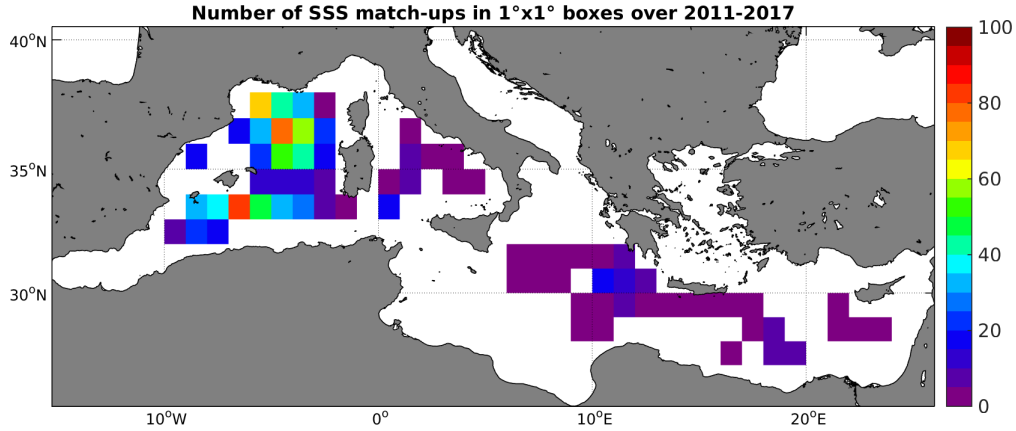 Number of SSS match-ups in 1°x1° boxes over 2011-2017
40°N
35°N
30°N
10°W
0°
10°E
20°E
100
80
60
40
20
0